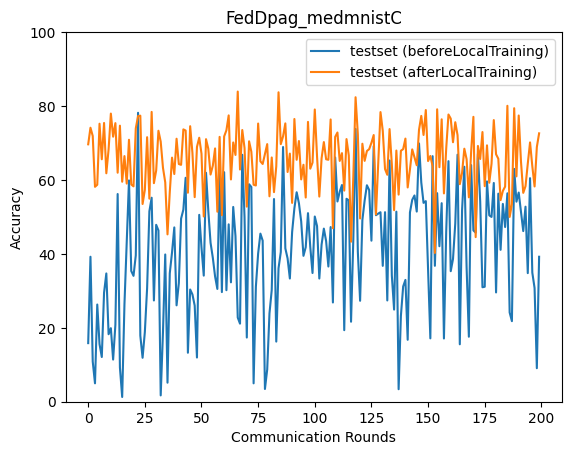 FedDpag_medmnistC
testset (beforeLocalTraining)
testset (afterLocalTraining)
Accuracy
100
80
60
40
20
0
0 25 50 75 100 125 150 175 200
Communication Rounds